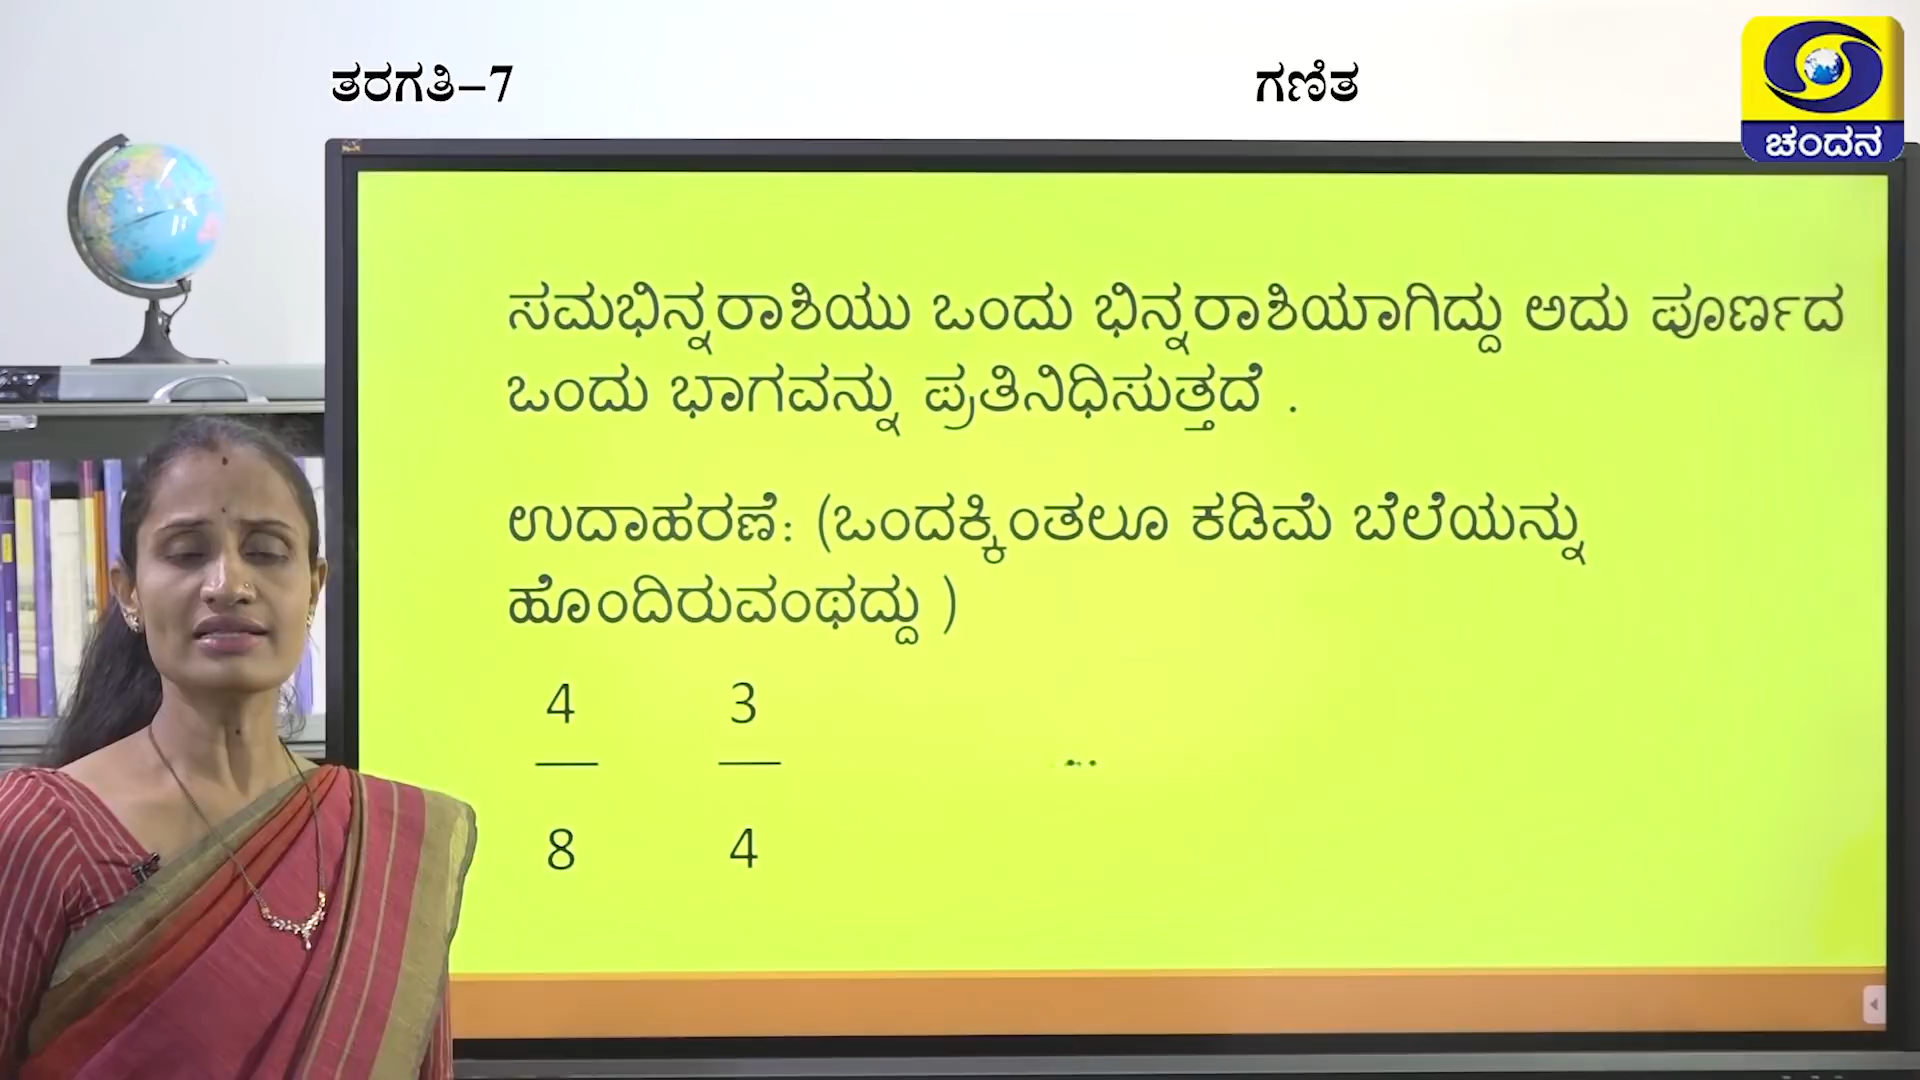 ತರಗತಿ–7
ಗಣಿತ
ಚಂದನ
ಸಮಭಿನ್ನರಾಶಿಯು ಒಂದು ಭಿನ್ನರಾಶಿಯಾಗಿದ್ದು ಅದು ಪೂರ್ಣದ
ಒಂದು ಭಾಗವನ್ನು ಪ್ರತಿನಿಧಿಸುತ್ತದೆ .
ಉದಾಹರಣೆ: (ಒಂದಕ್ಕಿಂತಲೂ ಕಡಿಮೆ ಬೆಲೆಯನ್ನು
ಹೊಂದಿರುವಂಥದ್ದು )
4 3
8 4